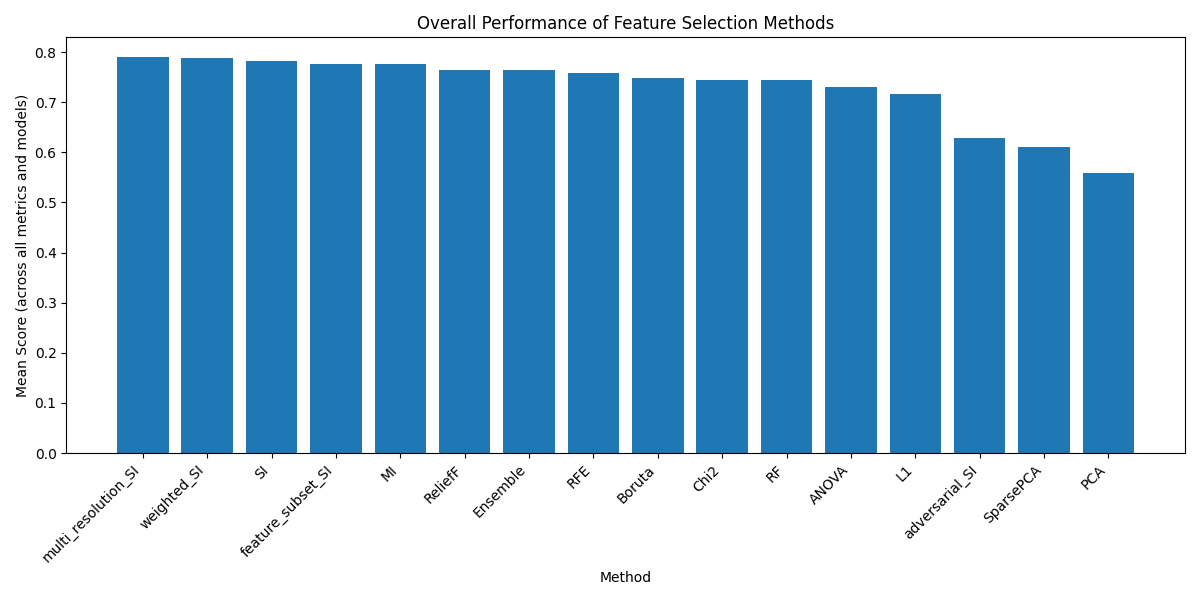 Overall Performance of Feature Selection Methods
Mean Score (across all metrics and models)
0.8
0.7
0.6
0.5
0.4
0.3
0.2
0.1
0.0
multi_resolution_SI
weighted_SI
SI
feature_subset_SI
MI
ReliefF
Ensemble
RFE
Boruta
Chi2
RF
ANOVA
L1
adversarial_SI
SparsePCA
PCA
Method